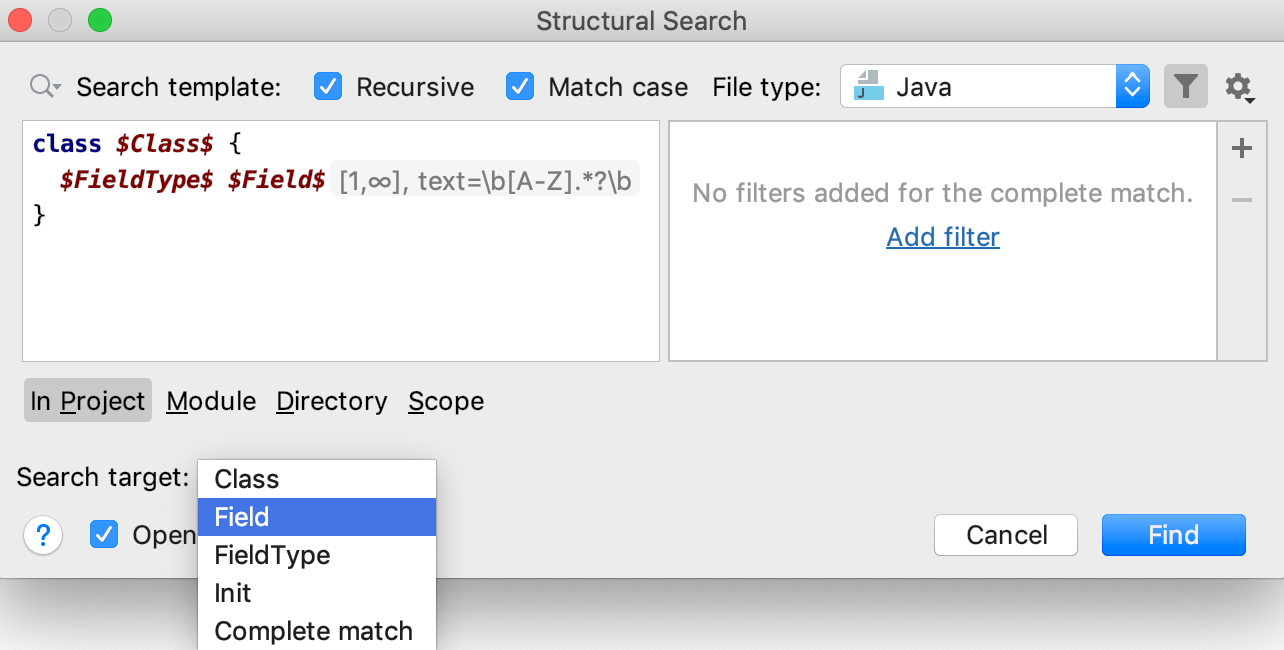 Structural Search
Search template: Recursive Match case File type: Java
class $Class$ {
$FieldType$ $Field$ [1,∞], text=\b[A-Z].*?\b
}
No filters added for the complete match.
Add filter
In Project Module Directory Scope
Search target:
Class
Field
FieldType
Init
Complete match
? Open
Cancel Find